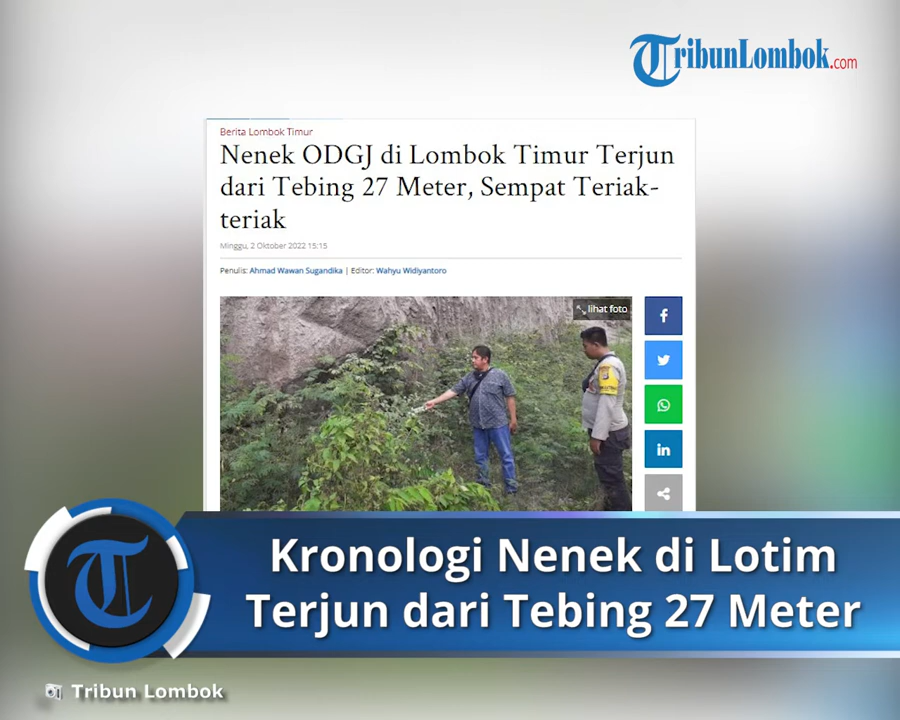 TribunLombok.com
Berita Lombok Timur
Nenek ODGJ di Lombok Timur Terjun
dari Tebing 27 Meter, Sempat Teriak-
teriak
Minggu, 2 Oktober 2022 15:15
Penulis: Ahmad Wawan Sugandika | Editor: Wahyu Widiyantoro
lihat foto
Kronologi Nenek di Lotim
Terjun dari Tebing 27 Meter
Tribun Lombok